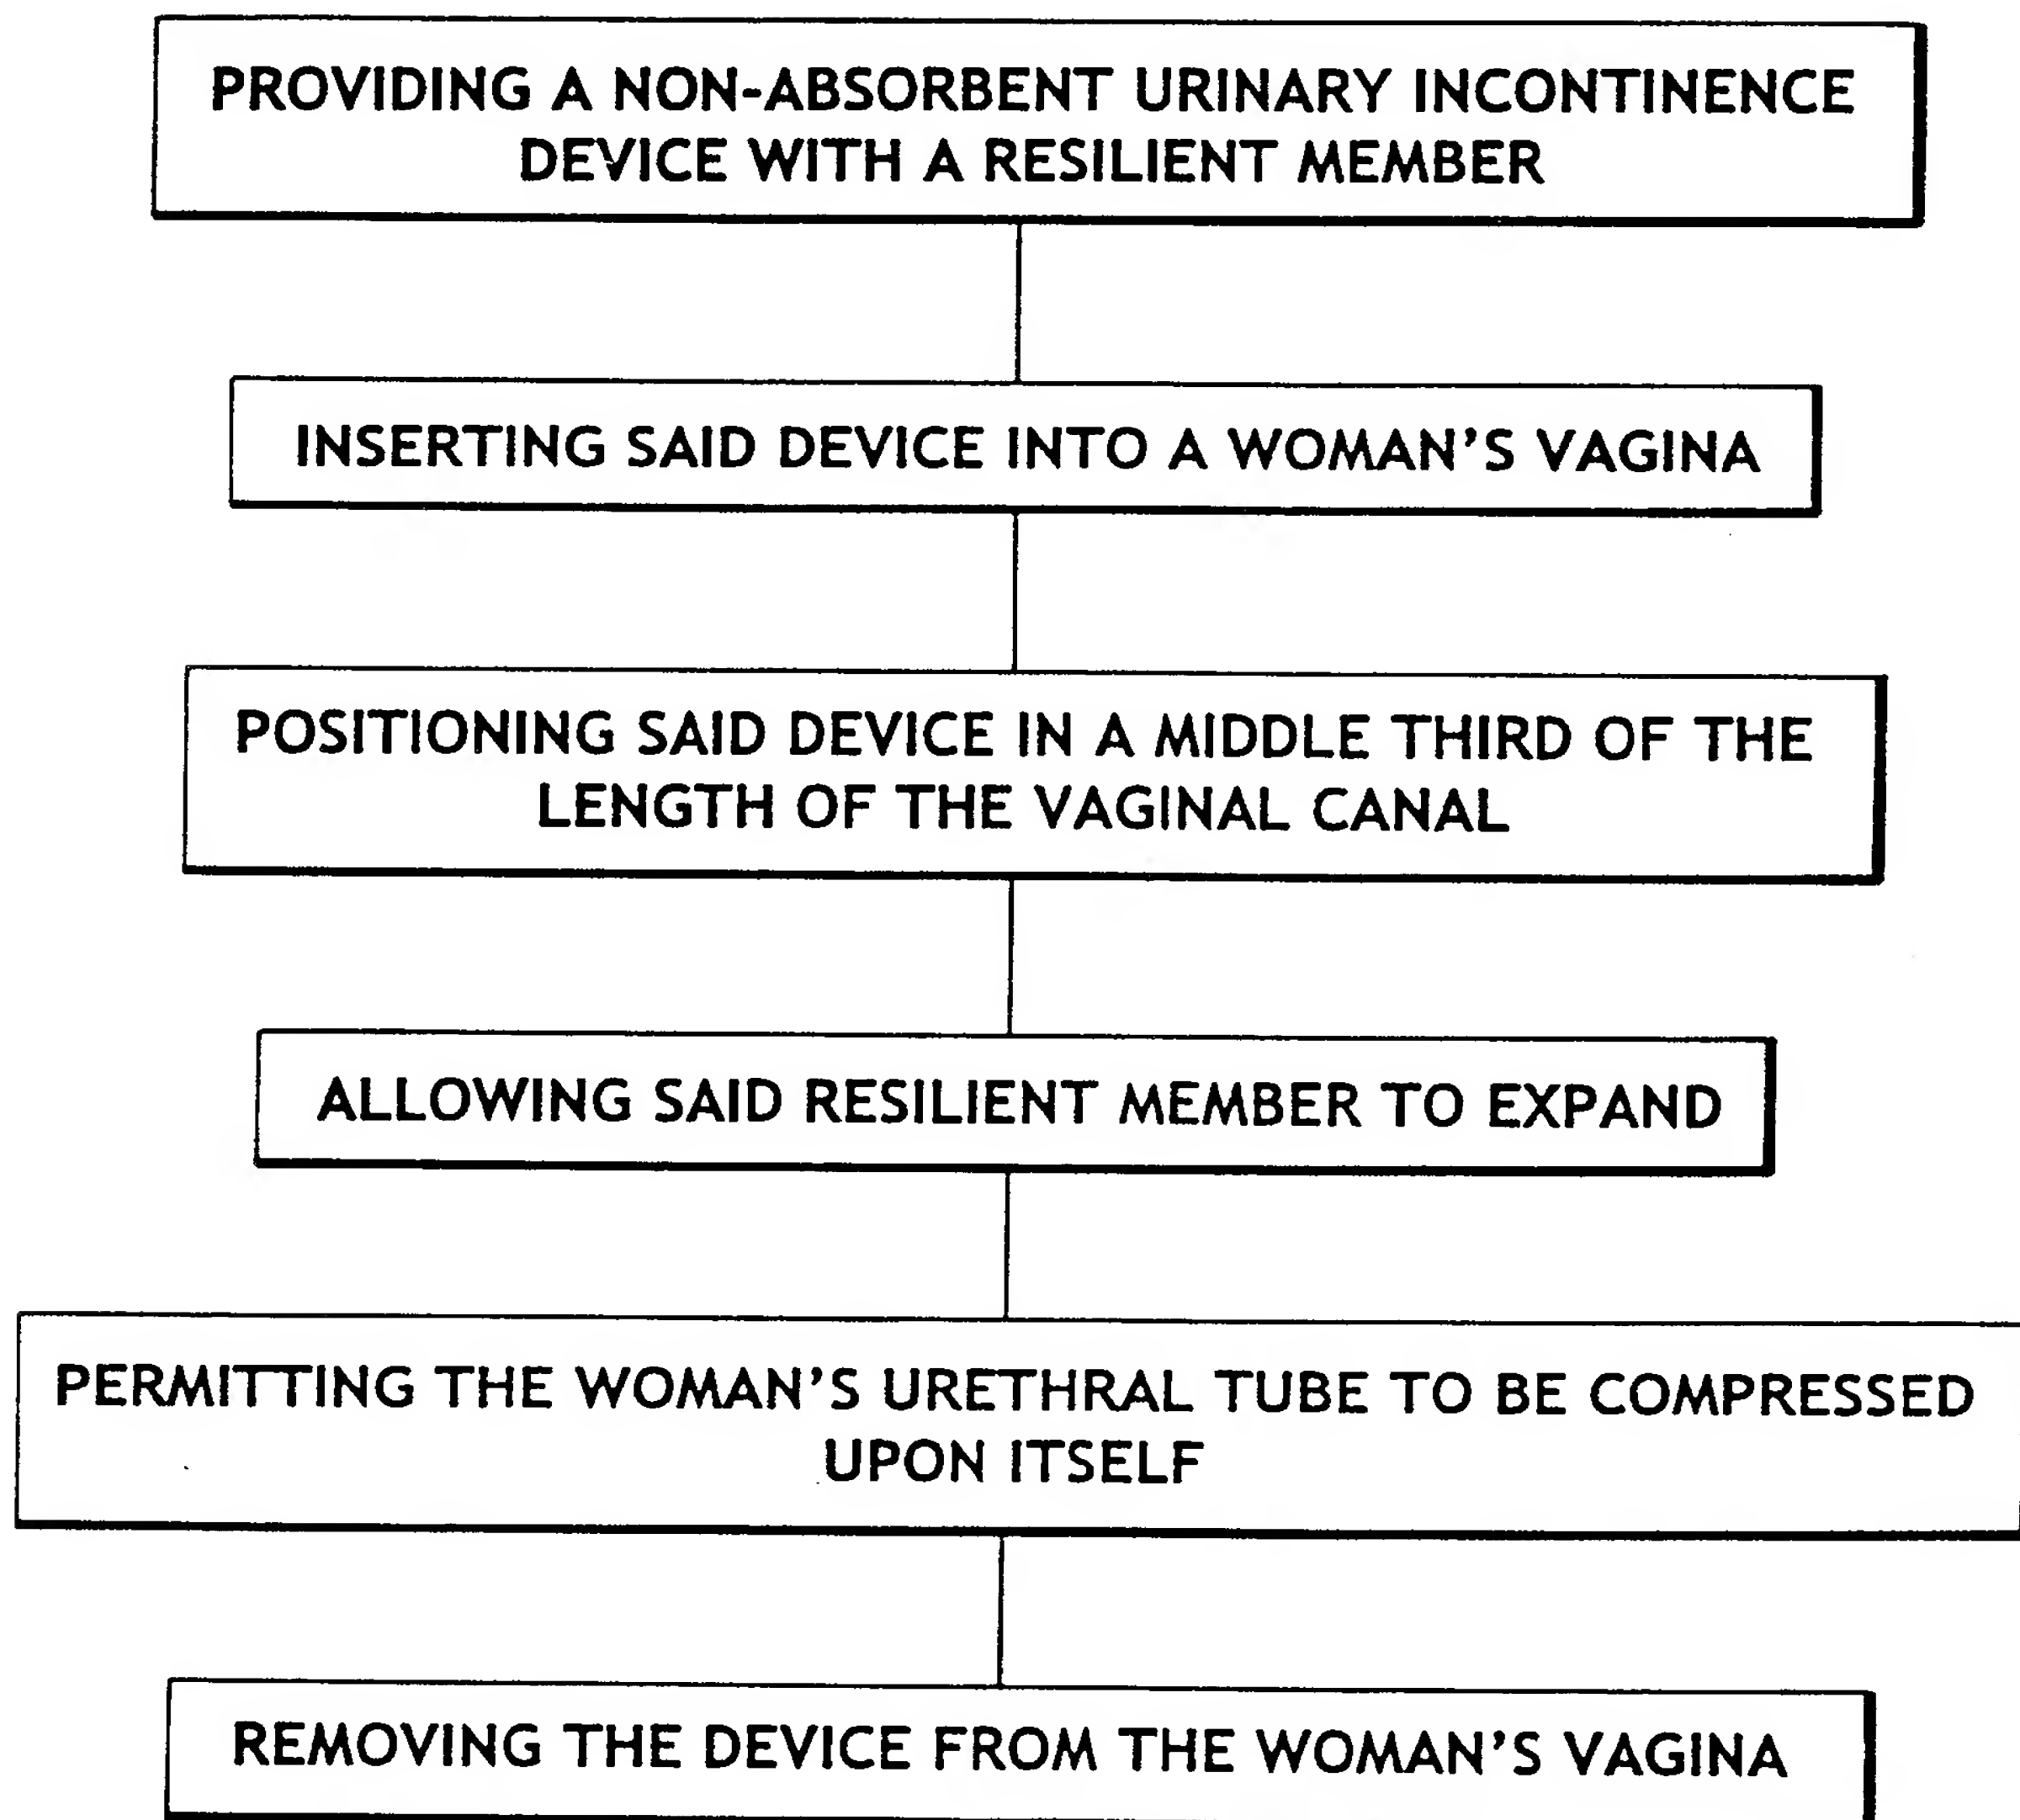 PROVIDING A NON-ABSORBENT URINARY INCONTINENCE
DEVICE WITH A RESILIENT MEMBER
INSERTING SAID DEVICE INTO A WOMAN'S VAGINA
POSITIONING SAID DEVICE IN A MIDDLE THIRD OF THE
LENGTH OF THE VAGINAL CANAL
ALLOWING SAID RESILIENT MEMBER TO EXPAND
PERMITTING THE WOMAN'S URETHRAL TUBE TO BE COMPRESSED
UPON ITSELF
REMOVING THE DEVICE FROM THE WOMAN'S VAGINA